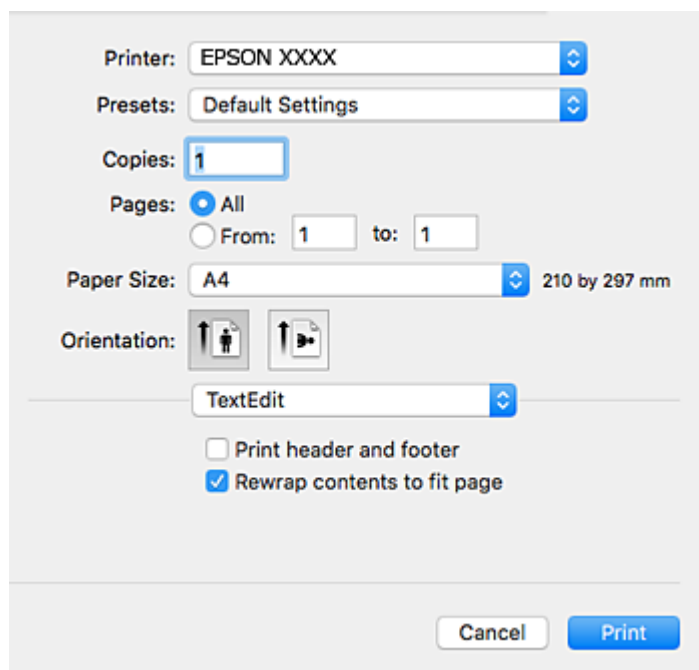 Printer: EPSON XXXX
Presets: Default Settings
Copies: 1
Pages: All
From: 1 to: 1
Paper Size: A4 210 by 297 mm
Orientation:
TextEdit
Print header and footer
Rewrap contents to fit page
Cancel Print